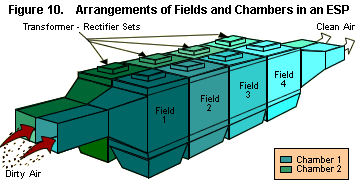 Figure 10. Arrangements of Fields and Chambers in an ESP
Transformer - Rectifier Sets
Clean Air
Field
1
Field
2
Field
3
Field
4
Dirty Air
Chamber 1
Chamber 2